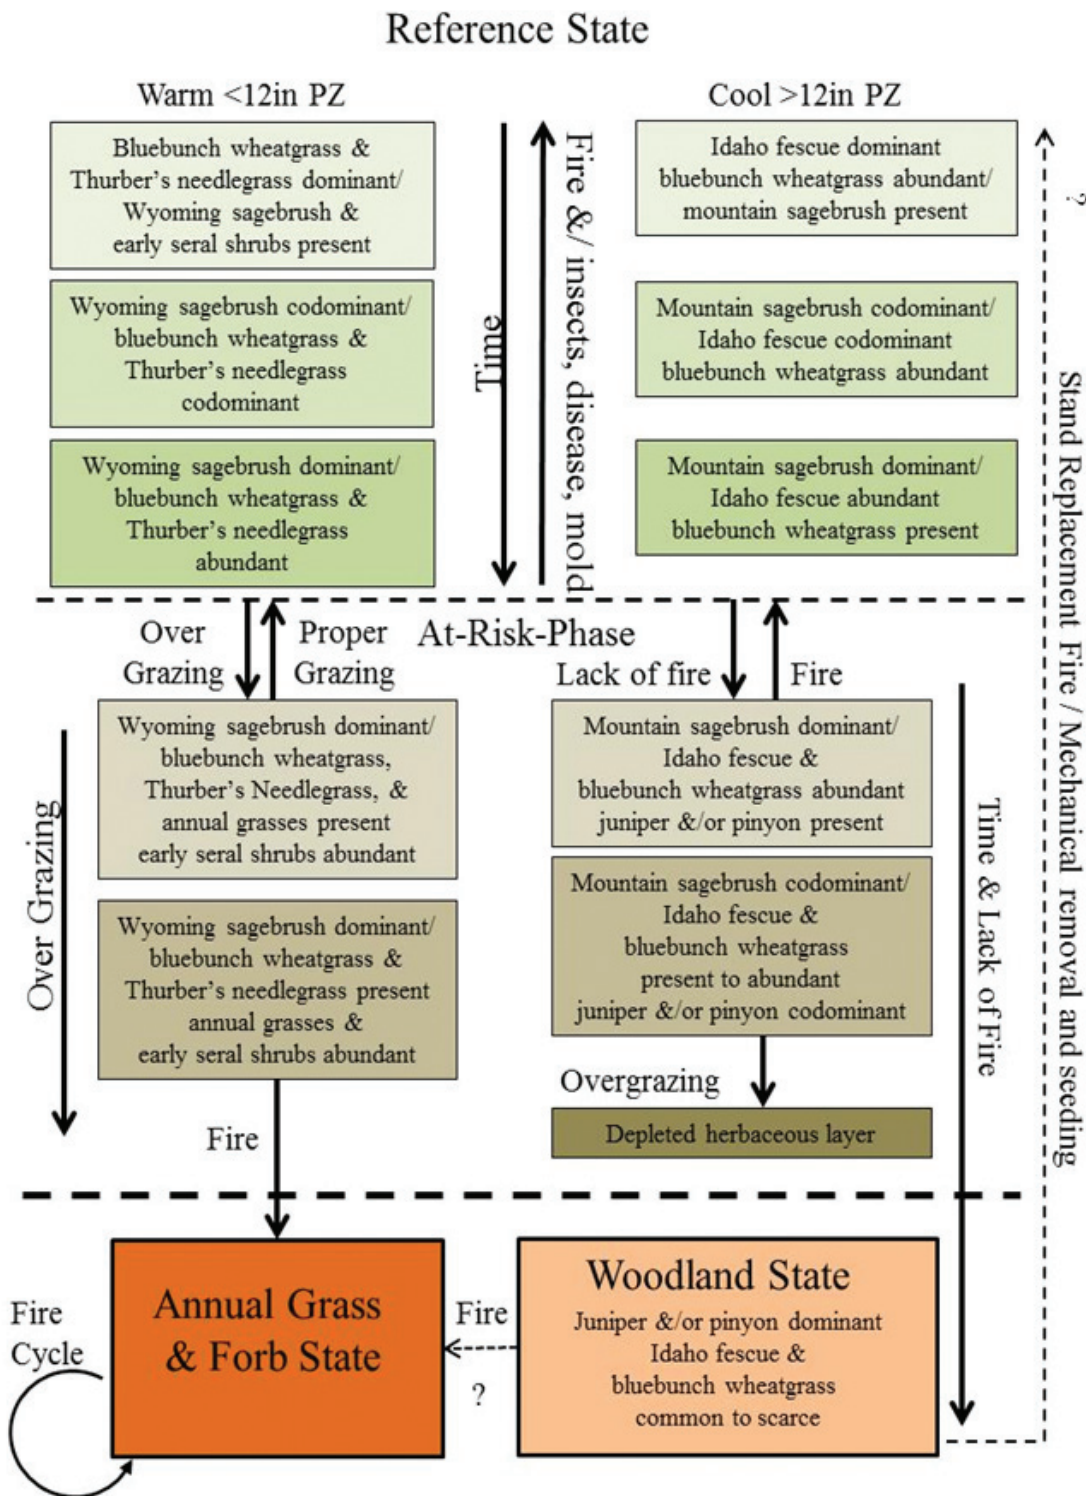 Reference State
Warm <12in PZ
Cool >12in PZ
Bluebunch wheatgrass &
Thurber's needlegrass dominant/
Wyoming sagebrush &
early seral shrubs present
Wyoming sagebrush codominant/
bluebunch wheatgrass &
Thurber's needlegrass
codominant
Wyoming sagebrush dominant/
bluebunch wheatgrass &
Thurber's needlegrass
abundant
Time
Fire &/ insects, disease, mold
Idaho fescue dominant
bluebunch wheatgrass abundant/
mountain sagebrush present
Mountain sagebrush codominant/
Idaho fescue codominant
bluebunch wheatgrass abundant
Mountain sagebrush dominant/
Idaho fescue abundant
bluebunch wheatgrass present
?
Stand Replacement Fire / Mechanical removal and seeding
At-Risk-Phase
Over
Grazing
Proper
Grazing
Lack of fire
Fire
Over Grazing
Wyoming sagebrush dominant/
bluebunch wheatgrass,
Thurber's Needlegrass, &
annual grasses present
early seral shrubs abundant
Wyoming sagebrush dominant/
bluebunch wheatgrass &
Thurber's needlegrass present
annual grasses &
early seral shrubs abundant
Fire
Mountain sagebrush dominant/
Idaho fescue &
bluebunch wheatgrass abundant
juniper &/or pinyon present
Mountain sagebrush codominant/
Idaho fescue &
bluebunch wheatgrass
present to abundant
juniper &/or pinyon codominant
Overgrazing
Depleted herbaceous layer
Time & Lack of Fire
Fire
Cycle
Annual Grass
& Forb State
Fire
?
Woodland State
Juniper &/or pinyon dominant
Idaho fescue &
bluebunch wheatgrass
common to scarce